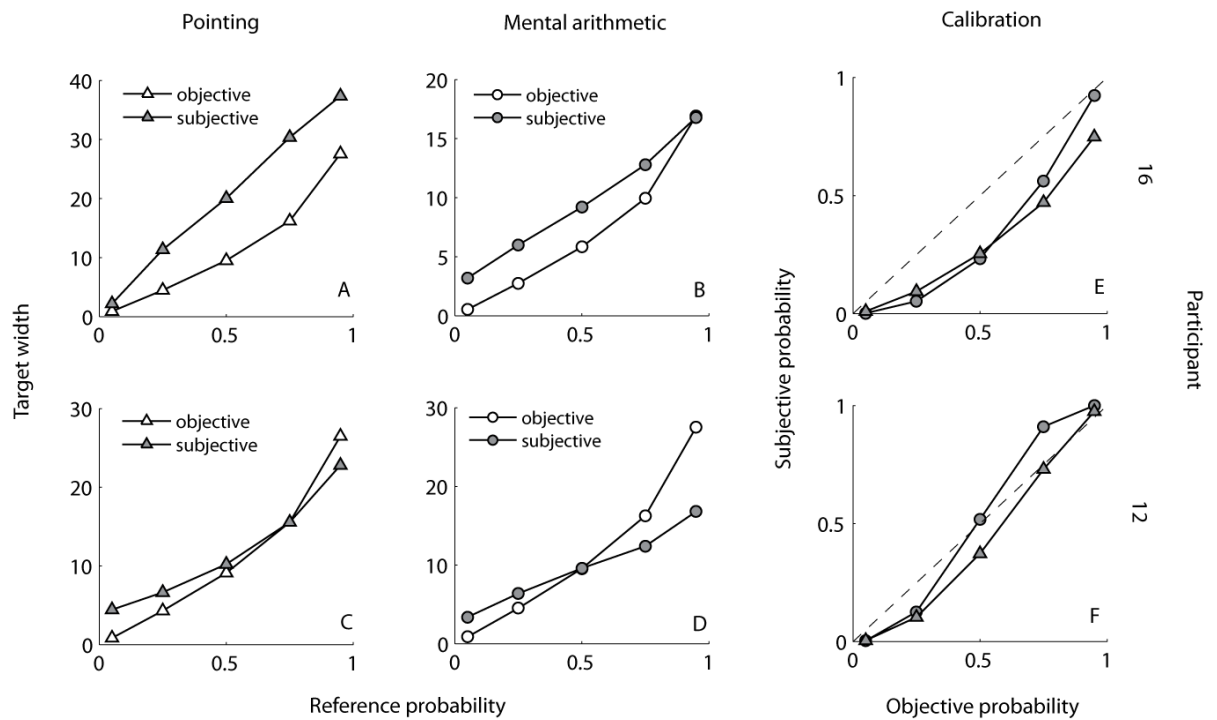 Pointing
Mental arithmetic
Calibration
40
30
20
10
0
0
0.5
1
objective
subjective
A
20
15
10
5
0
0
0.5
1
objective
subjective
B
1
0.5
0
0
0.5
1
E
16
Target width
Subjective probability
Participant
30
20
10
0
0
0.5
1
objective
subjective
C
30
20
10
0
0
0.5
1
objective
subjective
D
1
0.5
0
0
0.5
1
F
12
Reference probability
Objective probability